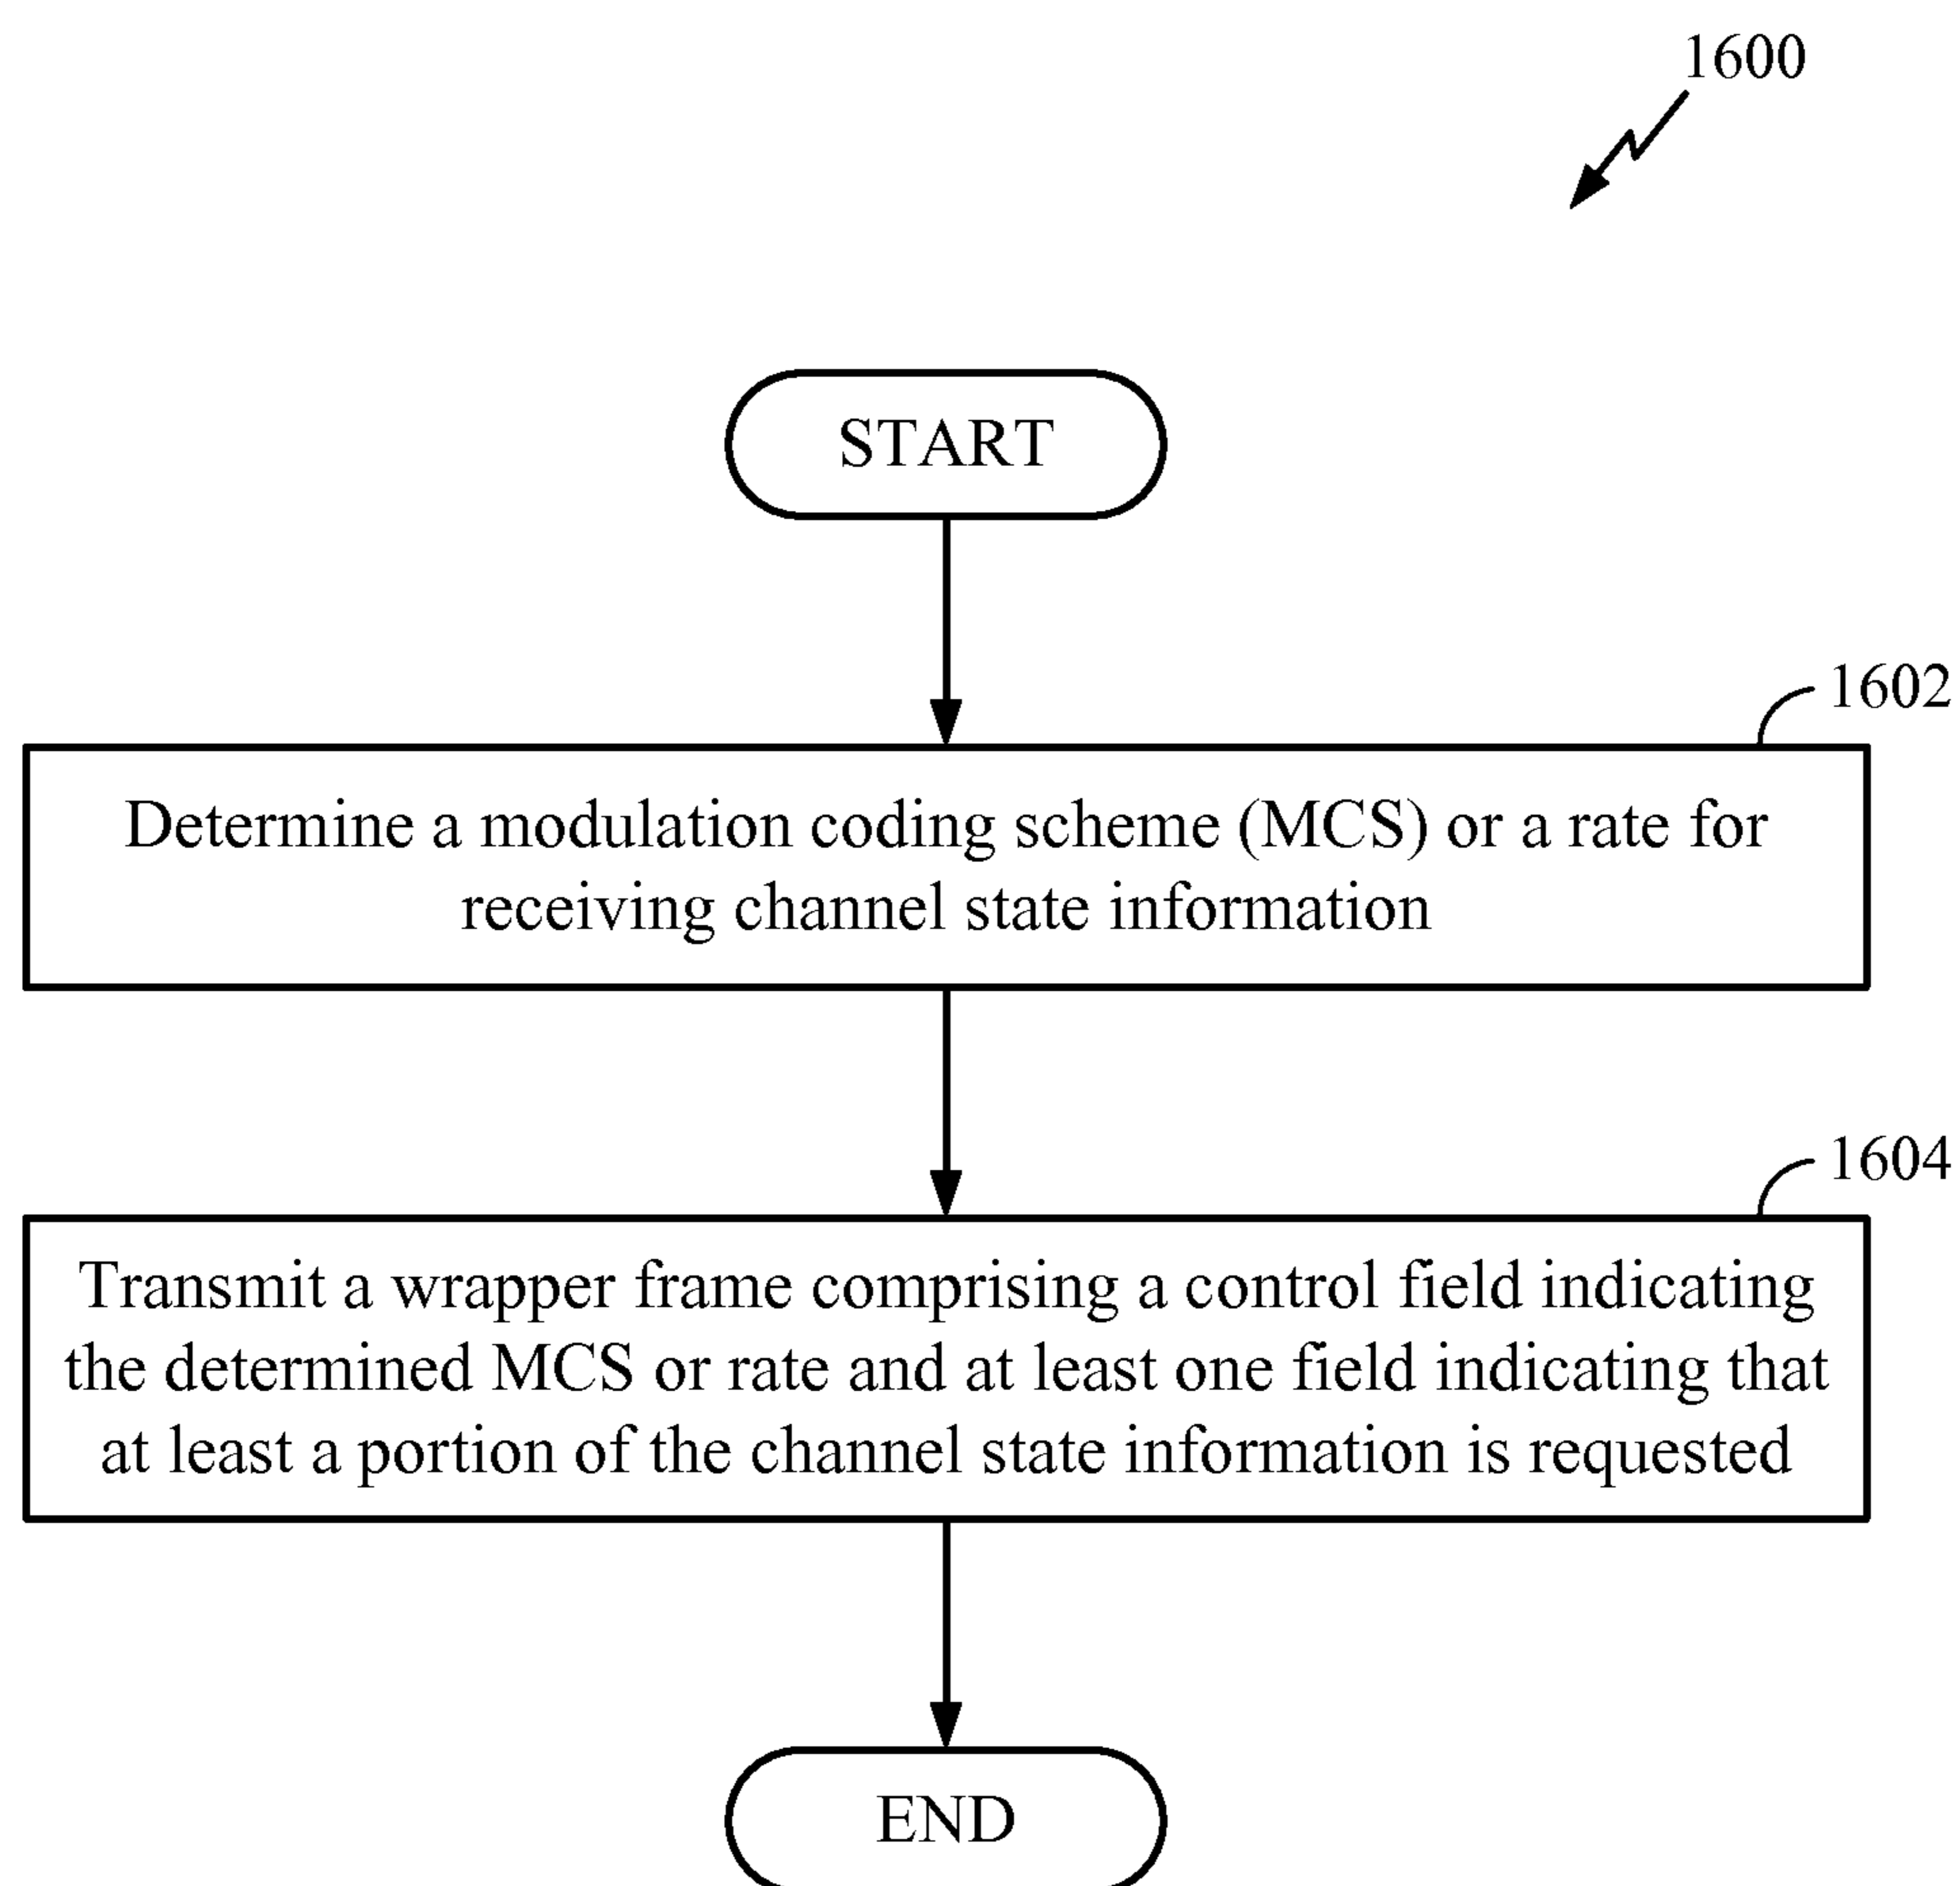 1600
START
1602
Determine a modulation coding scheme (MCS) or a rate for
receiving channel state information
1604
Transmit a wrapper frame comprising a control field indicating
the determined MCS or rate and at least one field indicating that
at least a portion of the channel state information is requested
END